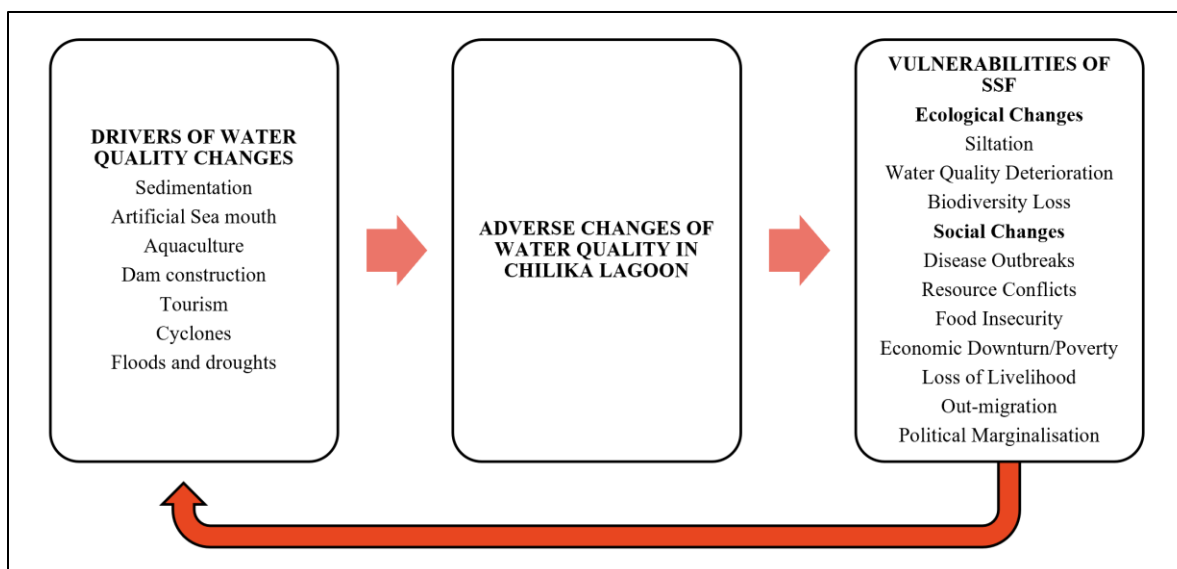 DRIVERS OF WATER
QUALITY CHANGES
Sedimentation
Artificial Sea mouth
Aquaculture
Dam construction
Tourism
Cyclones
Floods and droughts
ADVERSE CHANGES OF
WATER QUALITY IN
CHILIKA LAGOON
VULNERABILITIES OF
SSF
Ecological Changes
Siltation
Water Quality Deterioration
Biodiversity Loss
Social Changes
Disease Outbreaks
Resource Conflicts
Food Insecurity
Economic Downturn/Poverty
Loss of Livelihood
Out-migration
Political Marginalisation